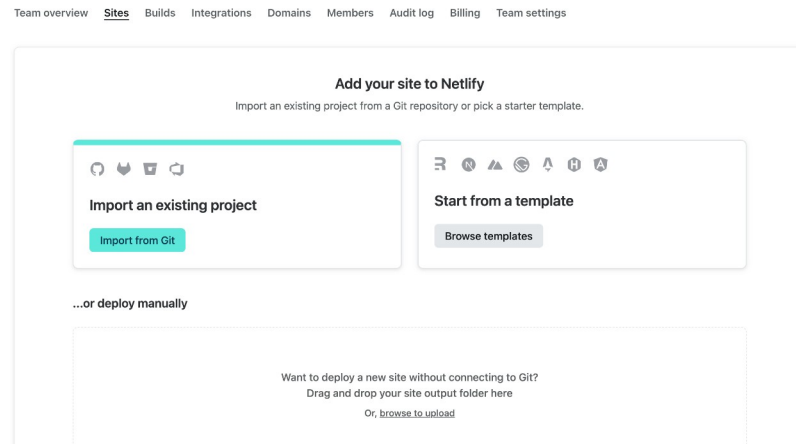 Team overview Sites Builds Integrations Domains Members Audit log Billing Team settings
Add your site to Netlify
Import an existing project from a Git repository or pick a starter template.
Import an existing project
Import from Git
Start from a template
Browse templates
...or deploy manually
Want to deploy a new site without connecting to Git?
Drag and drop your site output folder here
Or, browse to upload